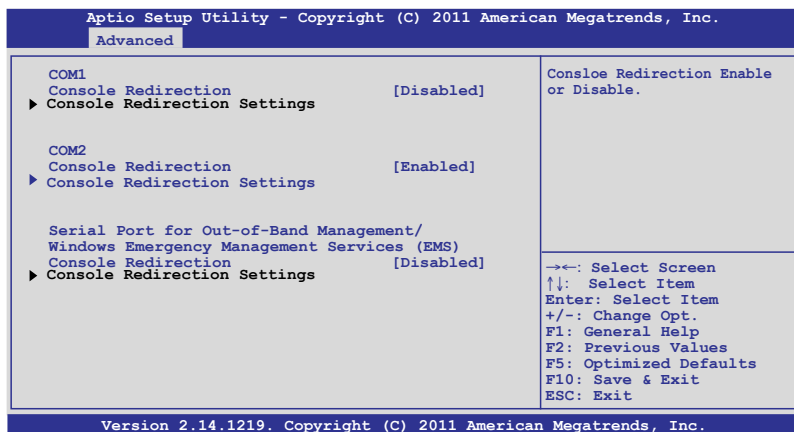 Aptio Setup Utility - Copyright (C) 2011 American Megatrends, Inc.
Advanced
COM1
Console Redirection [Disabled]
▶ Console Redirection Settings
COM2
Console Redirection [Enabled]
▶ Console Redirection Settings
Serial Port for Out-of-Band Management/
Windows Emergency Management Services (EMS)
Console Redirection [Disabled]
▶ Console Redirection Settings
Consloe Redirection Enable
or Disable.
→←: Select Screen
↑↓: Select Item
Enter: Select Item
+/-: Change Opt.
F1: General Help
F2: Previous Values
F5: Optimized Defaults
F10: Save & Exit
ESC: Exit
Version 2.14.1219. Copyright (C) 2011 American Megatrends, Inc.